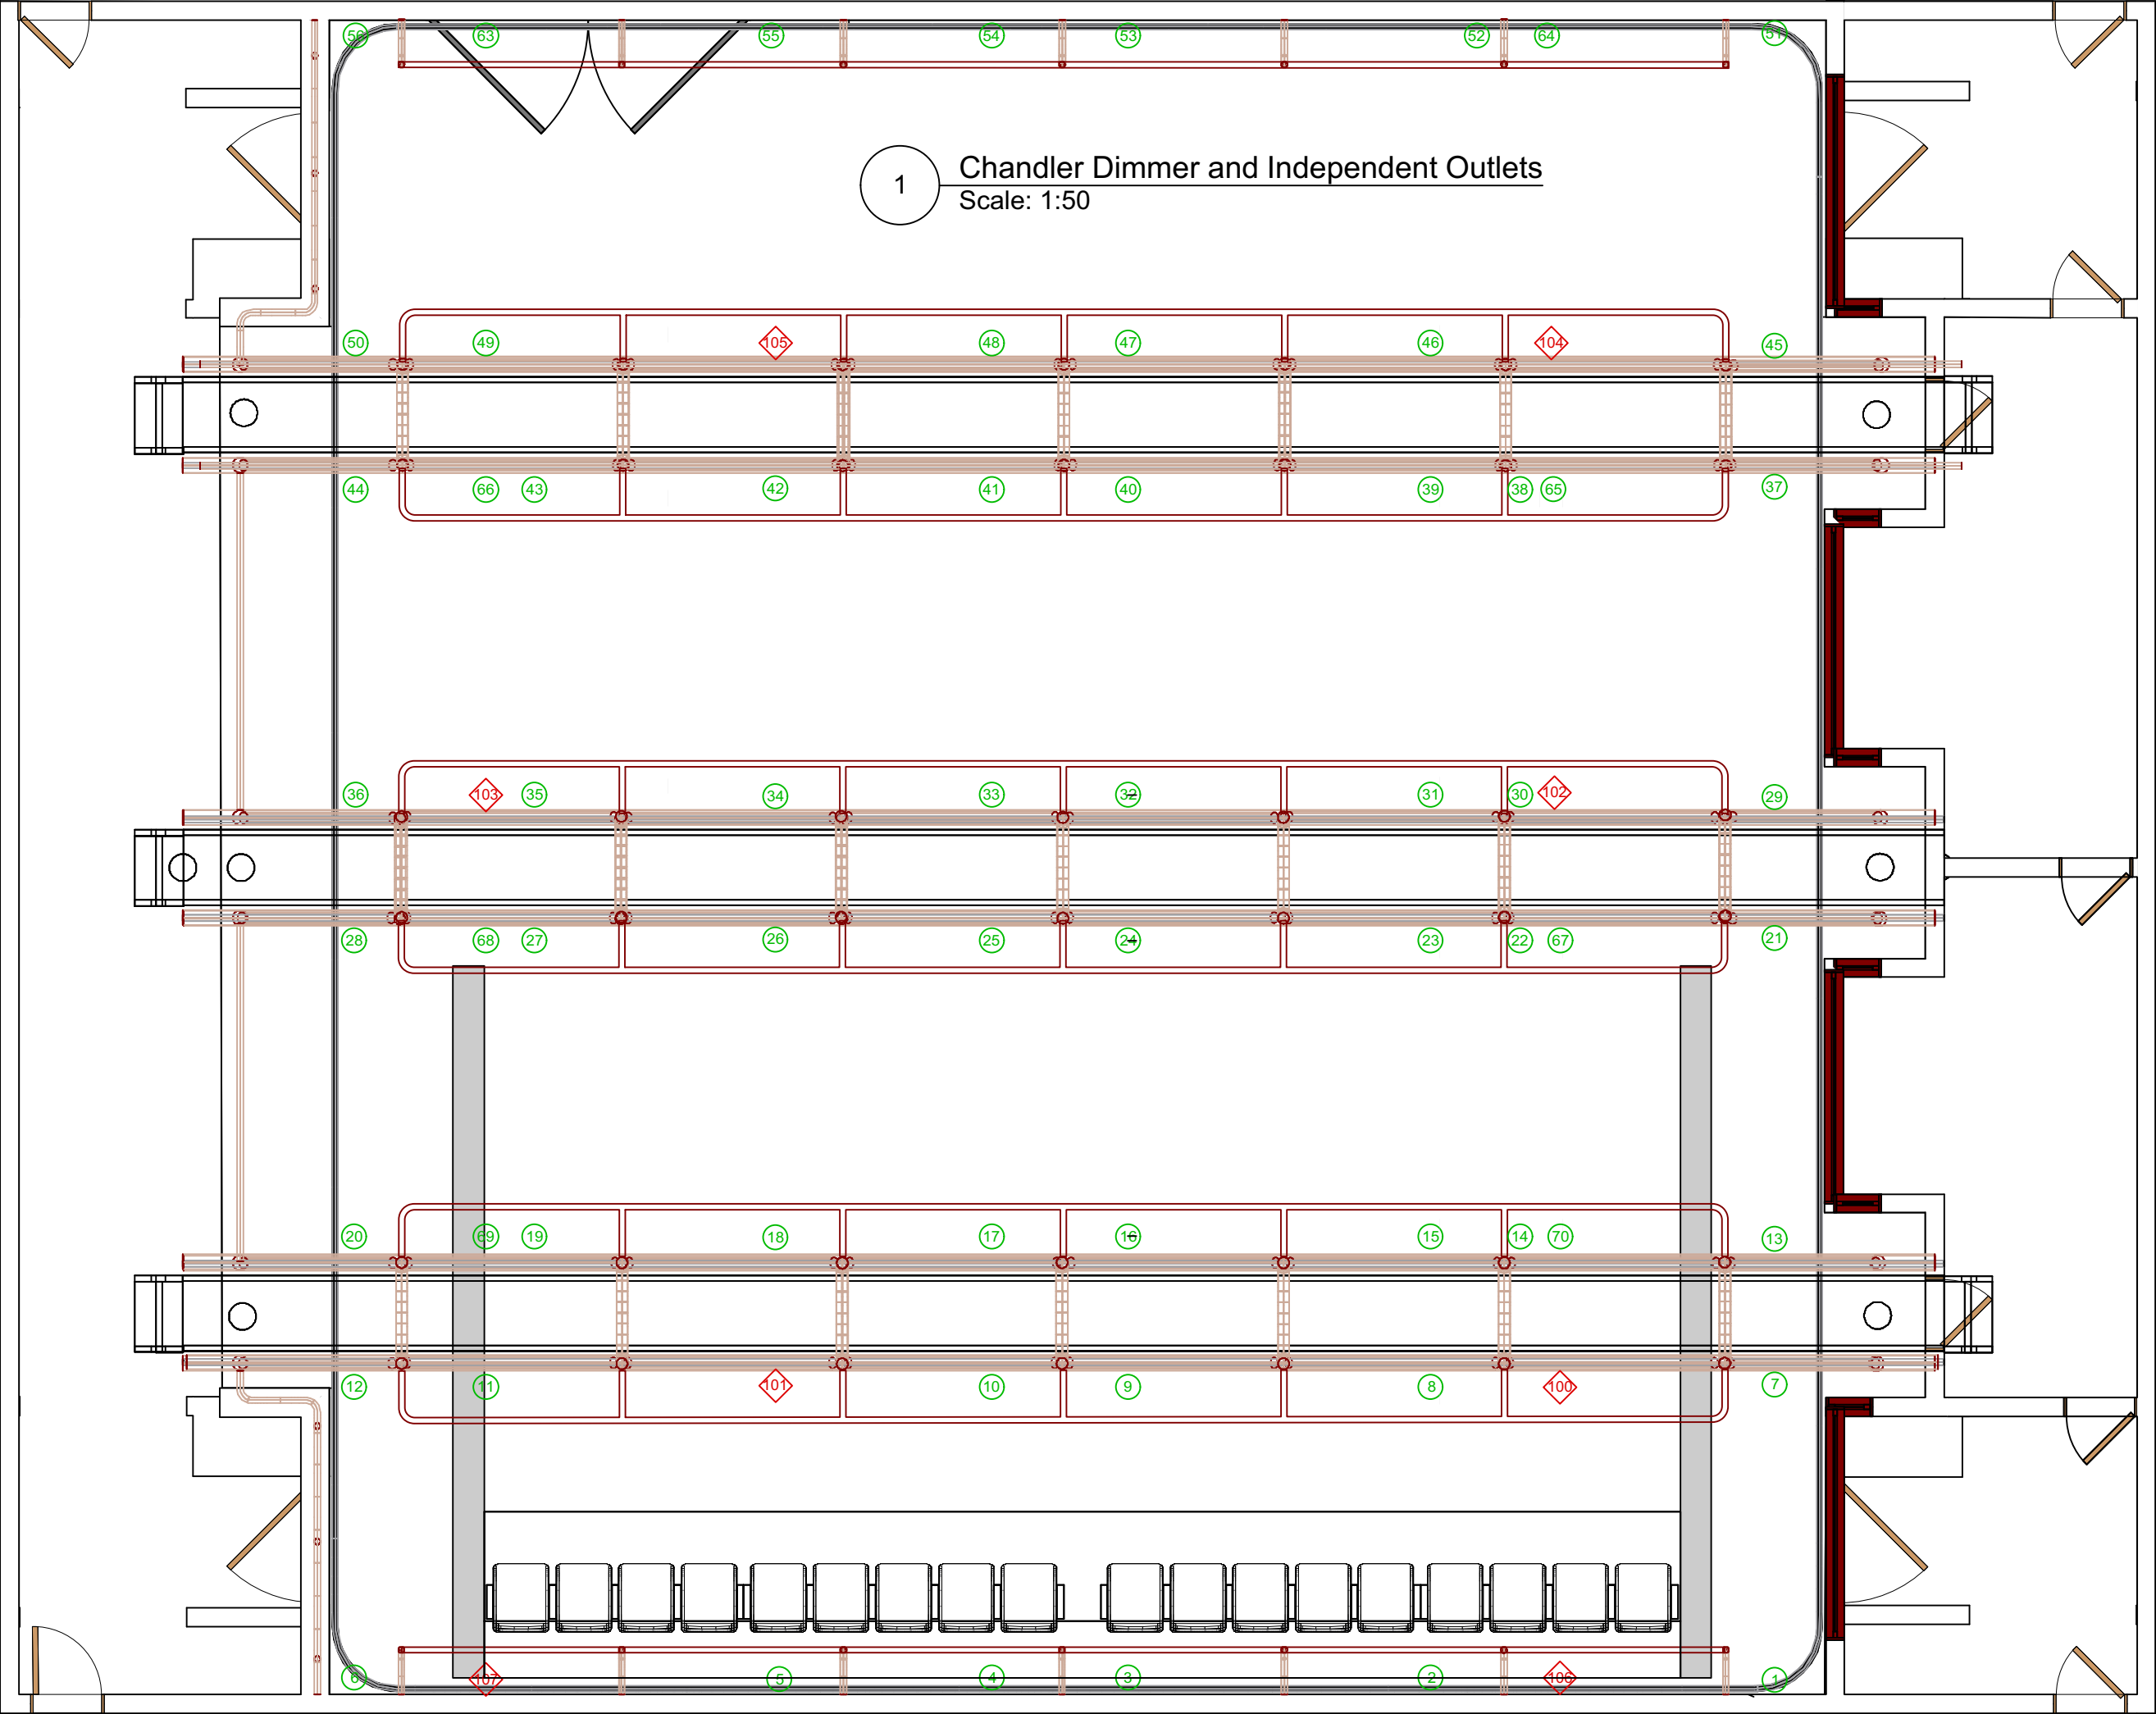 56 63 55 54 53 52 64 51
1 Chandler Dimmer and Independent Outlets
Scale: 1:50
50 49 105 48 47 46 104 45
44 66 43 42 41 40 39 38 65 37
36 103 35 34 33 32 31 30 102 29
28 68 27 26 25 24 23 22 67 21
20 69 19 18 17 16 15 14 70 13
12 11 101 10 9 8 100 7
6 107 5 4 3 2 106 1